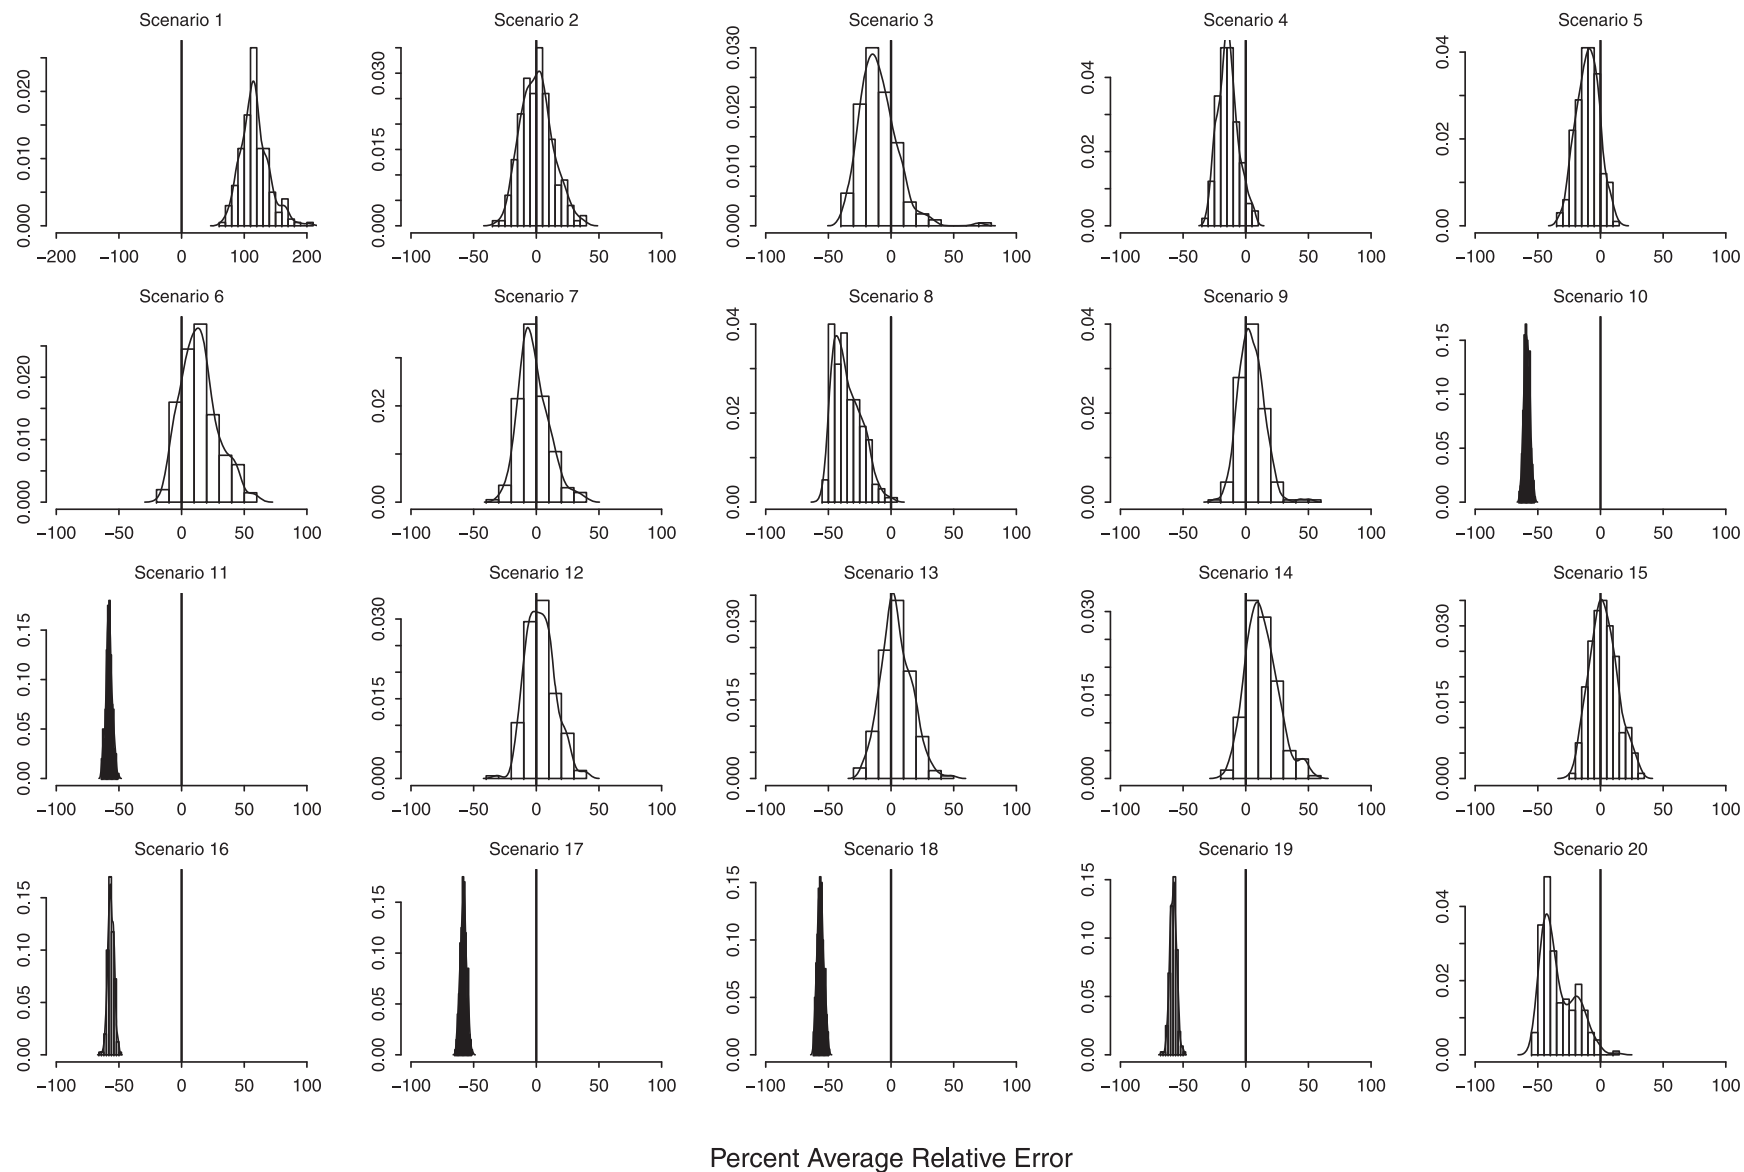 Scenario 1 Scenario 2 Scenario 3 Scenario 4 Scenario 5
0.000 0.010 0.020
0.000 0.015 0.030
0.000 0.010 0.020 0.030
0.00 0.02 0.04
0.00 0.02 0.04
−200 −100 0 100 200 −100 −50 0 50 100 −100 −50 0 50 100 −100 −50 0 50 100 −100 −50 0 50 100
Scenario 6 Scenario 7 Scenario 8 Scenario 9 Scenario 10
0.000 0.010 0.020
0.00 0.02
0.00 0.02 0.04
0.00 0.02 0.04
0.00 0.05 0.10 0.15
−100 −50 0 50 100 −100 −50 0 50 100 −100 −50 0 50 100 −100 −50 0 50 100 −100 −50 0 50 100
Scenario 11 Scenario 12 Scenario 13 Scenario 14 Scenario 15
0.00 0.05 0.10 0.15
0.000 0.015 0.030
0.000 0.015 0.030
0.000 0.015 0.030
0.000 0.015 0.030
−100 −50 0 50 100 −100 −50 0 50 100 −100 −50 0 50 100 −100 −50 0 50 100 −100 −50 0 50 100
Scenario 16 Scenario 17 Scenario 18 Scenario 19 Scenario 20
0.00 0.05 0.10 0.15
0.00 0.05 0.10 0.15
0.00 0.05 0.10 0.15
0.00 0.05 0.10 0.15
0.00 0.02 0.04
−100 −50 0 50 100 −100 −50 0 50 100 −100 −50 0 50 100 −100 −50 0 50 100 −100 −50 0 50 100
Percent Average Relative Error